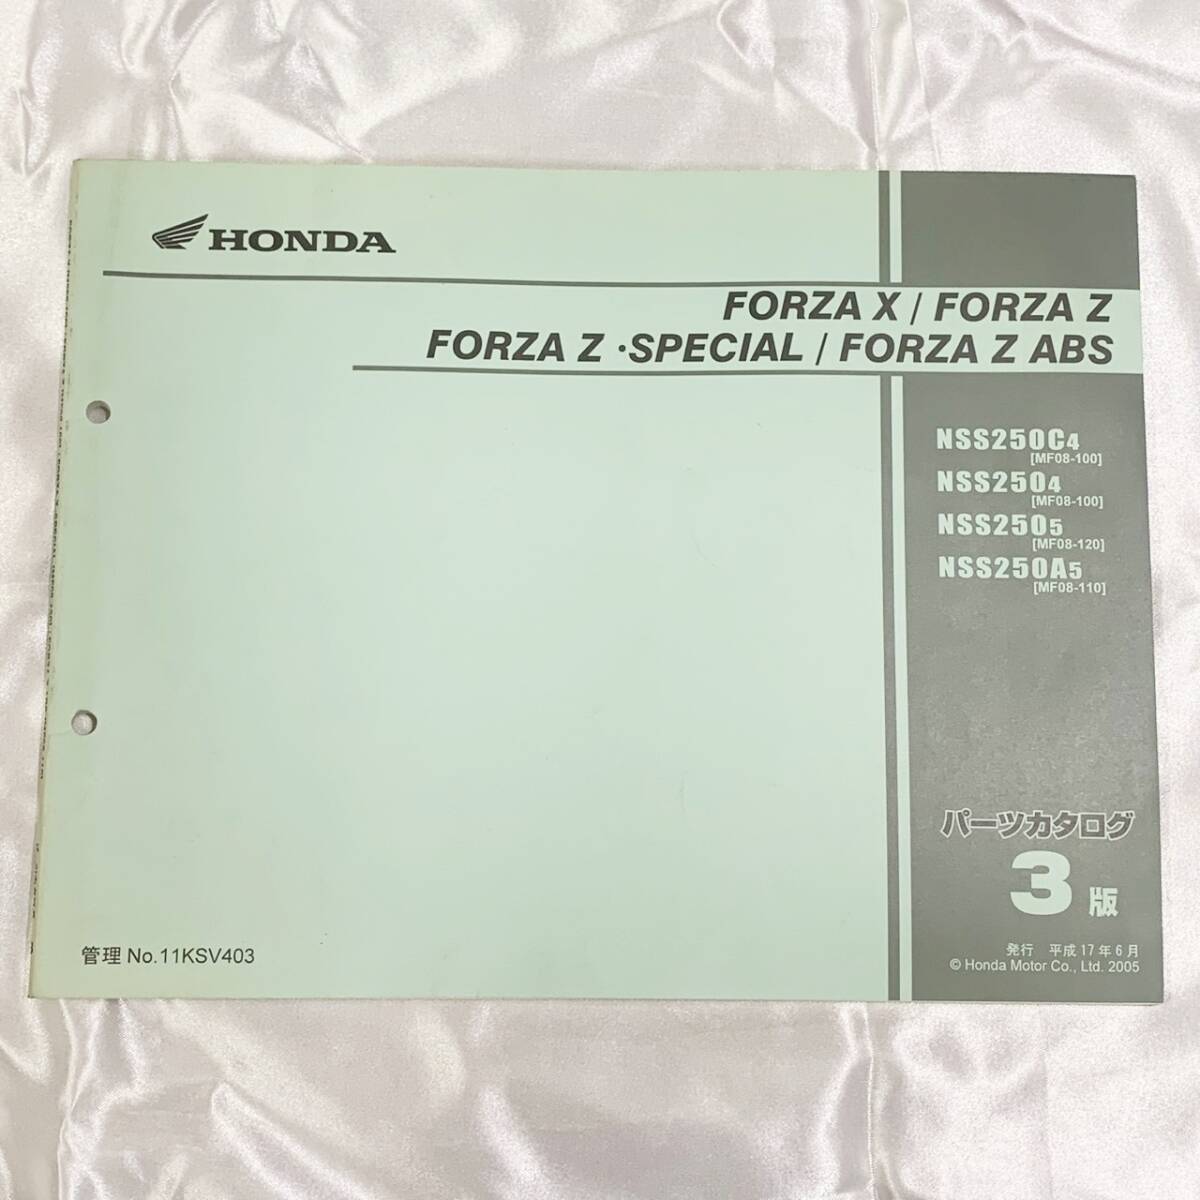 HONDA
FORZA X / FORZA Z
FORZA Z ・SPECIAL / FORZA Z ABS
NSS250C4
[MF08-100]
NSS2504
[MF08-100]
NSS2505
[MF08-120]
NSS250A5
[MF08-110]
パーツカタログ
3版
管理 No.11KSV403
発行 平成17年6月
© Honda Motor Co., Ltd. 2005